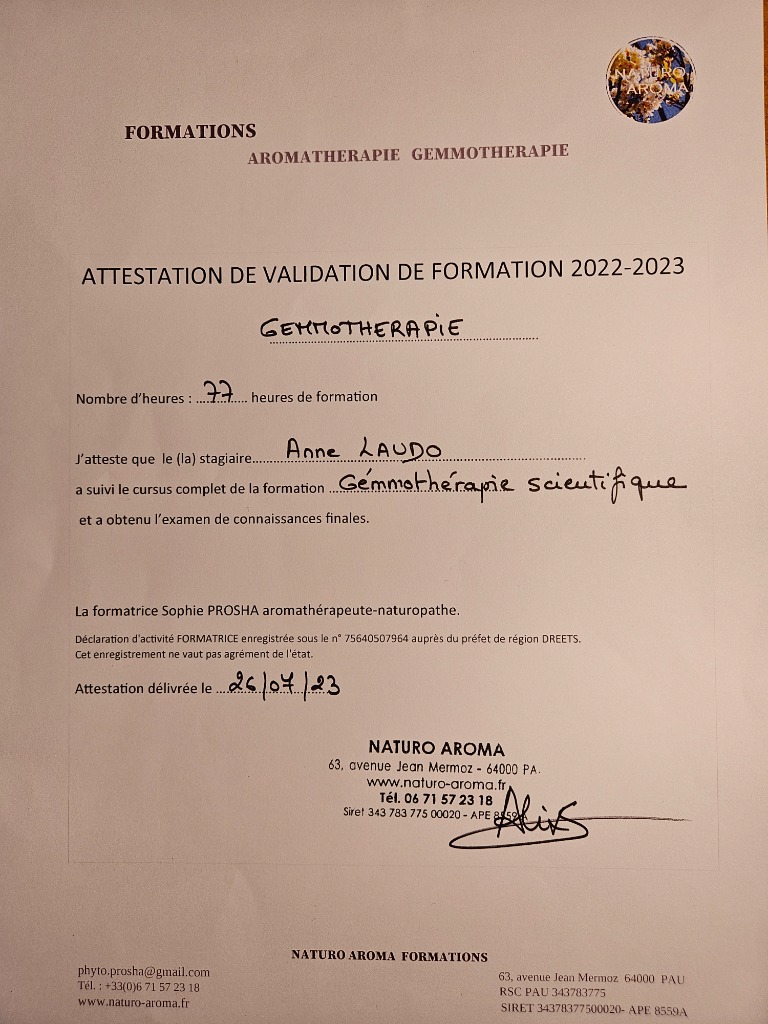 NATURO
AROMA
FORMATIONS
AROMATHERAPIE GEMMOTHERAPIE
ATTESTATION DE VALIDATION DE FORMATION 2022-2023
GEMMOTHERAPIE
Nombre d'heures : ...77... heures de formation
J'atteste que le (la) stagiaire...... Anne LAUDO
a suivi le cursus complet de la formation ... Gémmothérapie scientifique
et a obtenu l'examen de connaissances finales.
La formatrice Sophie PROSHA aromathérapeute-naturopathe.
Déclaration d'activité FORMATRICE enregistrée sous le n° 75640507964 auprès du préfet de région DREETS.
Cet enregistrement ne vaut pas agrément de l'état.
Attestation délivrée le ...26/07/23
NATURO AROMA
63, avenue Jean Mermoz - 64000 PA.
www.naturo-aroma.fr
Tél. 06 71 57 23 18
Siret 343 783 775 00020 - APE 8559A
NATURO AROMA FORMATIONS
phyto.prosha@gmail.com
Tél. : +33(0)6 71 57 23 18
www.naturo-aroma.fr
63, avenue Jean Mermoz 64000 PAU
RSC PAU 343783775
SIRET 34378377500020- APE 8559A